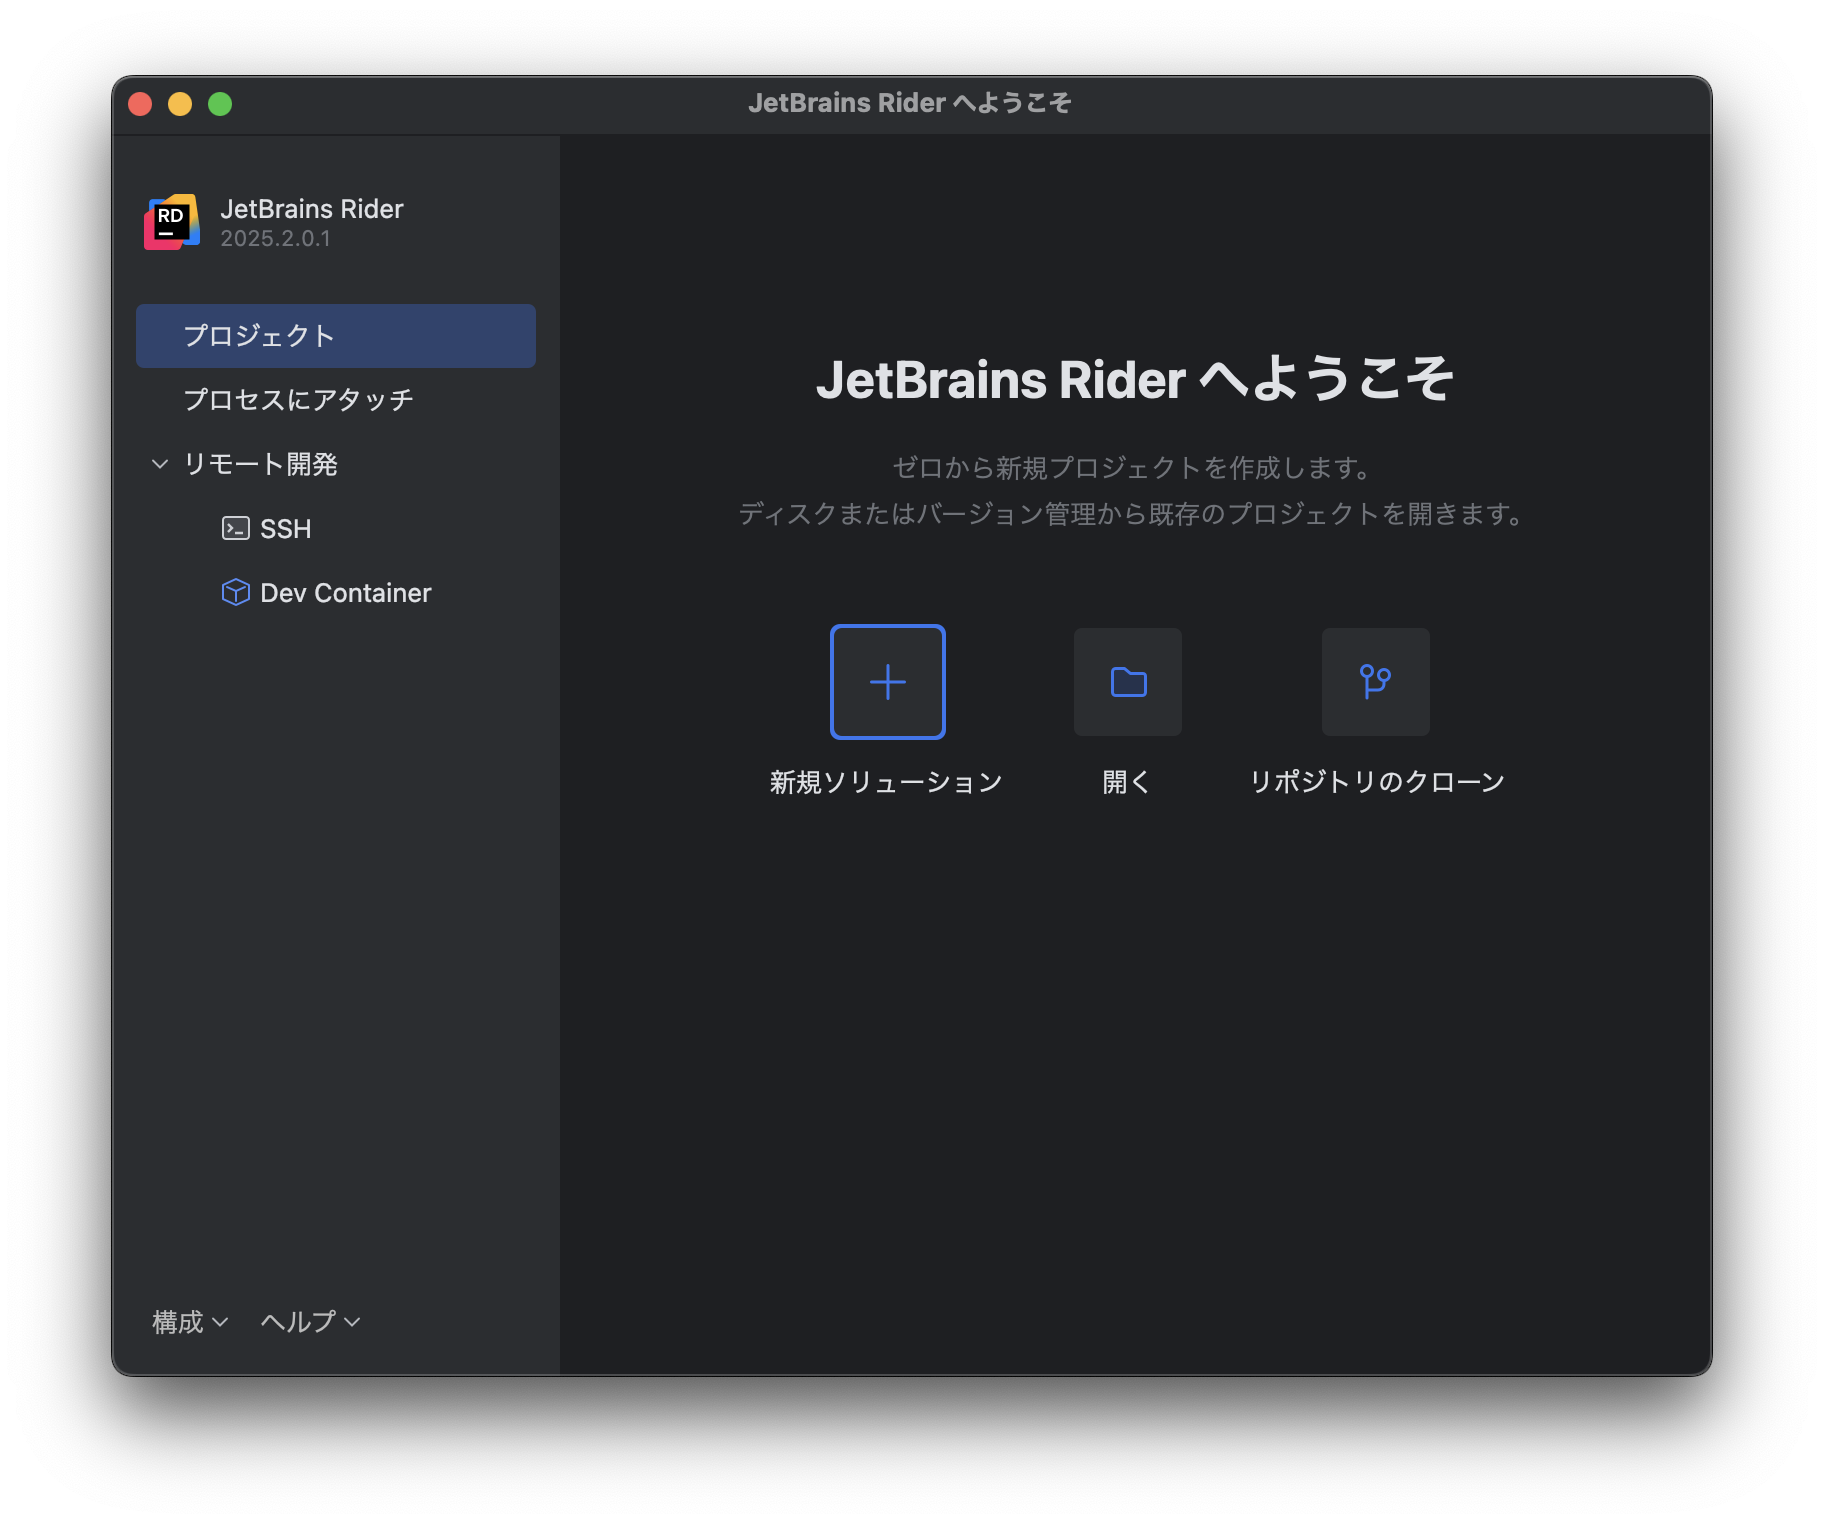 JetBrains Rider へようこそ
RD
JetBrains Rider
2025.2.0.1
プロジェクト
プロセスにアタッチ
リモート開発
SSH
Dev Container
JetBrains Rider へようこそ
ゼロから新規プロジェクトを作成します。
ディスクまたはバージョン管理から既存のプロジェクトを開きます。
新規ソリューション
開く
リポジトリのクローン
構成
ヘルプ